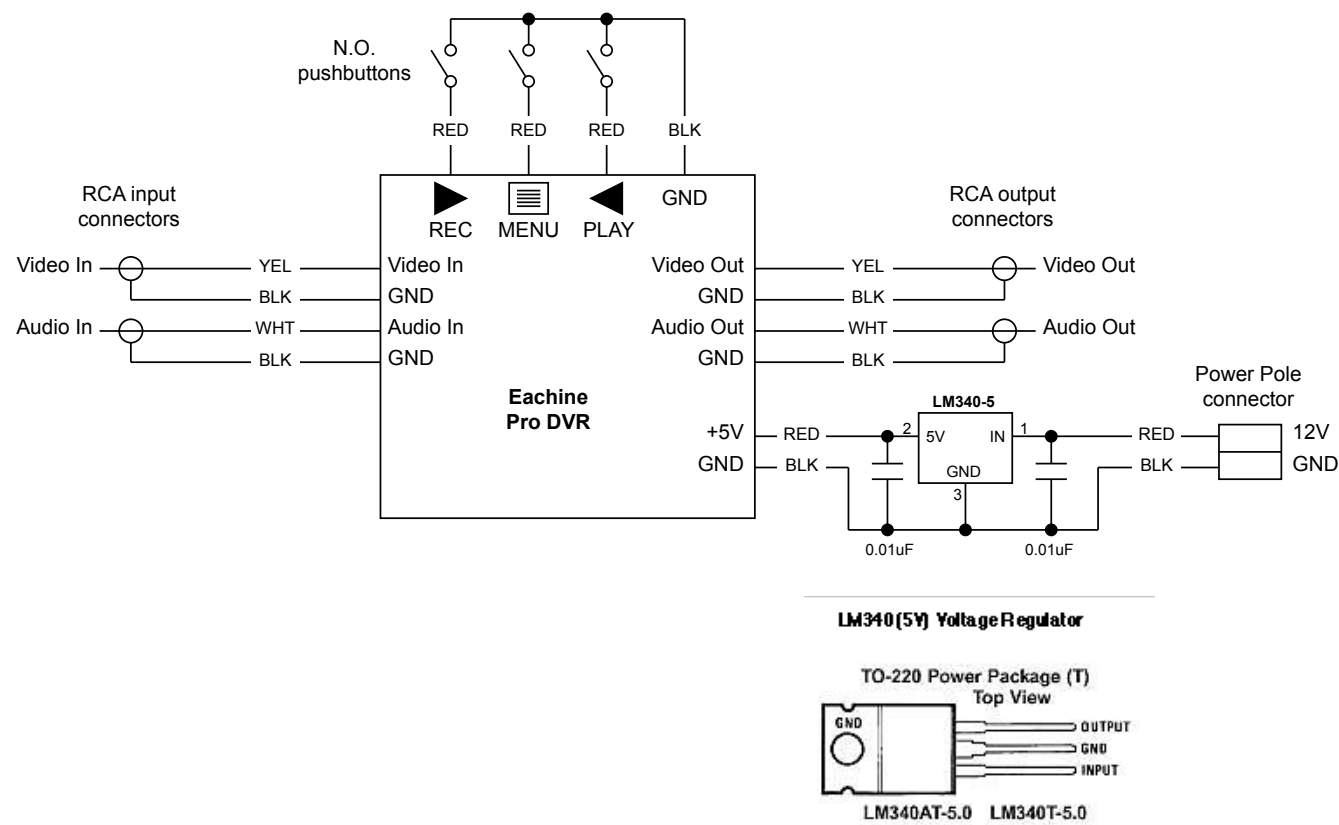 N.O.
pushbuttons
RED RED RED BLK
RCA input
connectors
RCA output
connectors
REC MENU PLAY GND
Video In YEL Video In
BLK GND
Audio In WHT Audio In
BLK GND
Video Out YEL Video Out
GND BLK
Audio Out WHT Audio Out
GND BLK
Eachine
Pro DVR
Power Pole
connector
LM340-5
+5V RED 2 5V IN 1 RED 12V
GND BLK GND BLK GND
3
0.01uF 0.01uF
LM340(5V) Voltage Regulator
TO-220 Power Package (T)
Top View
GND
OUTPUT
GND
INPUT
LM340AT-5.0 LM340T-5.0